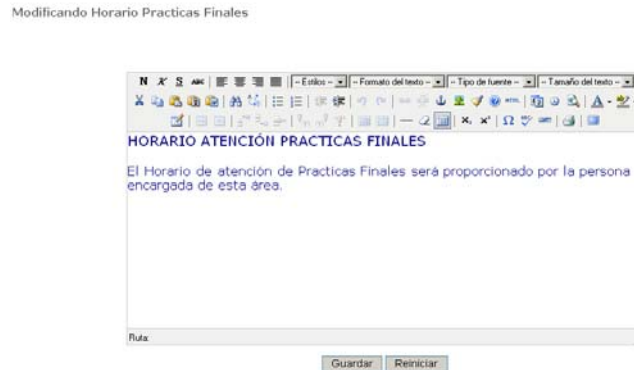 Modificando Horario Practicas Finales
N K S ABC -- Estilos -- -- Formato del texto -- -- Tipo de fuente -- -- Tamaño del texto --
HTML
HORARIO ATENCIÓN PRACTICAS FINALES
El Horario de atención de Practicas Finales será proporcionado por la persona
encargada de esta área.
Ruta:
Guardar Reiniciar